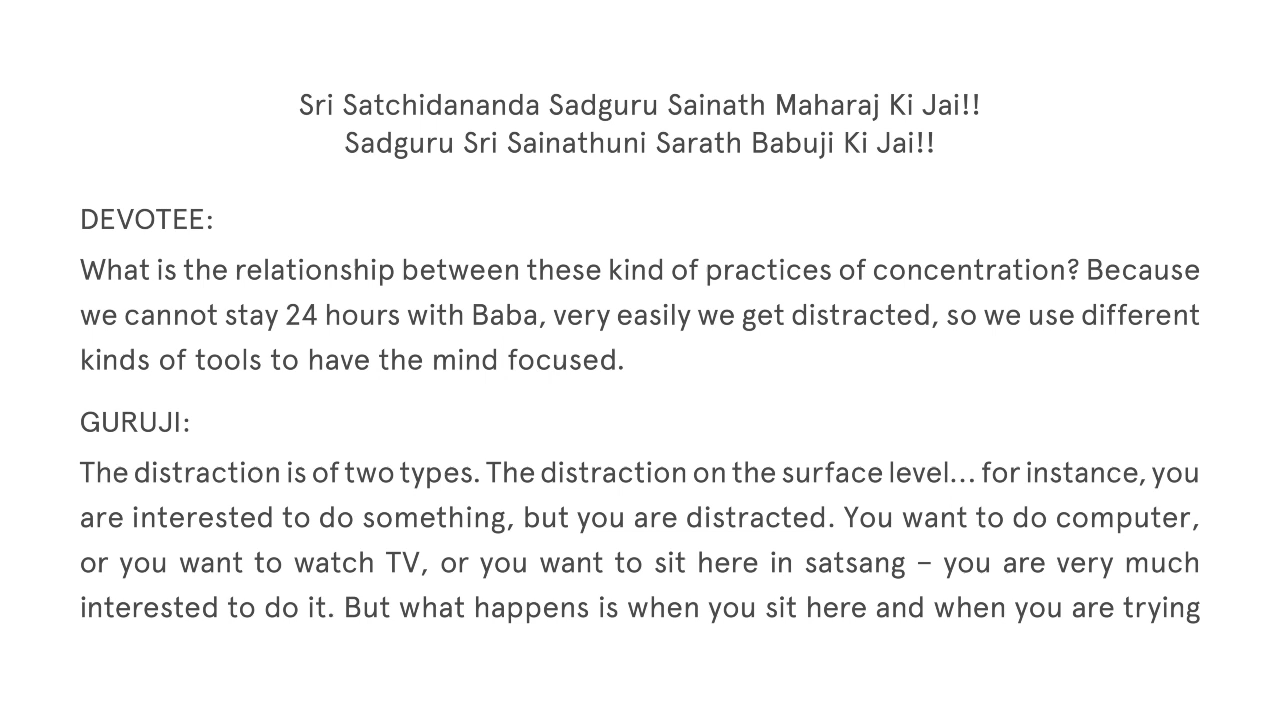 Sri Satchidananda Sadguru Sainath Maharaj Ki Jai!!
Sadguru Sri Sainathuni Sarath Babuji Ki Jai!!
DEVOTEE:
What is the relationship between these kind of practices of concentration? Because
we cannot stay 24 hours with Baba, very easily we get distracted, so we use different
kinds of tools to have the mind focused.
GURUJI:
The distraction is of two types. The distraction on the surface level... for instance, you
are interested to do something, but you are distracted. You want to do computer,
or you want to watch TV, or you want to sit here in satsang – you are very much
interested to do it. But what happens is when you sit here and when you are trying